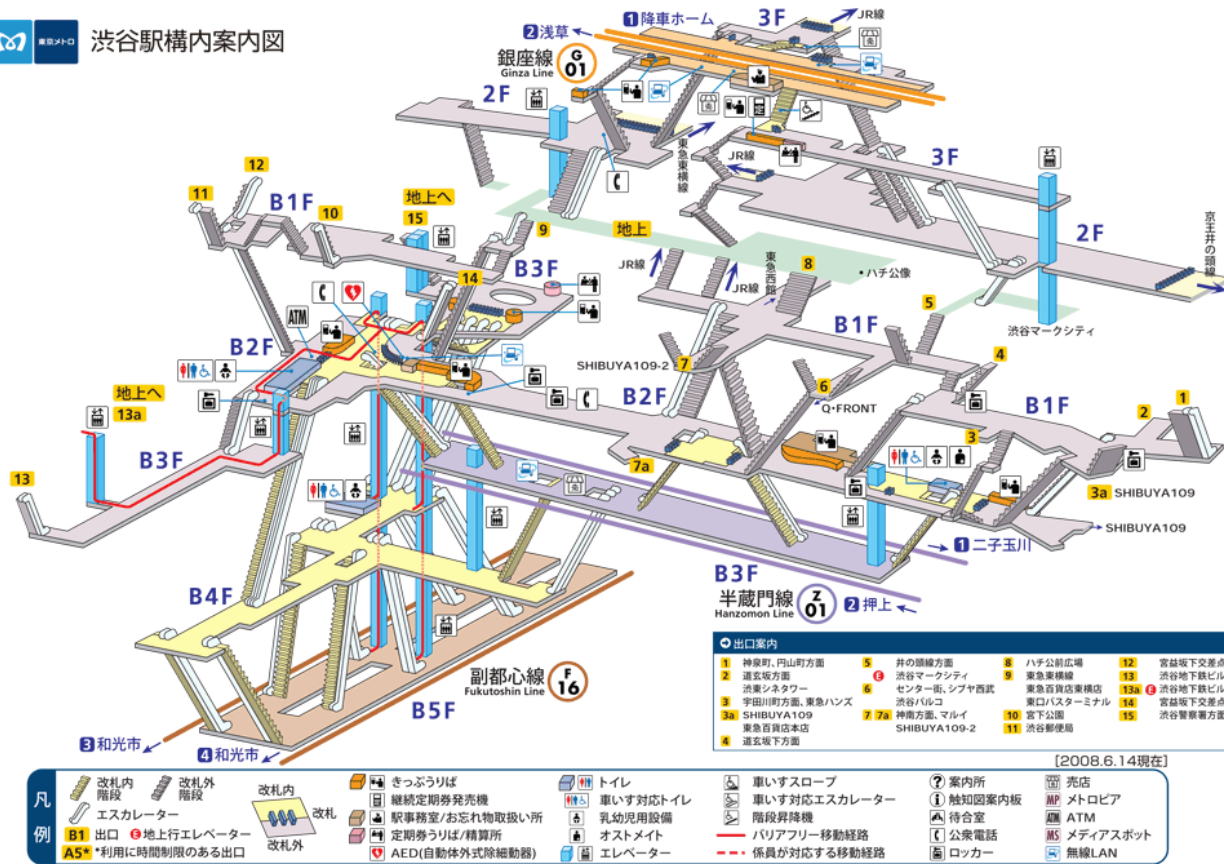 東京メトロ 渋谷駅構内案内図
1 降車ホーム
2 浅草
銀座線
Ginza Line
G
01
3F
JR線
2F
東急東横線
JR線
3F
2F
京王井の頭線
12
11
B1F
10
地上へ
15
9
地上
JR線
JR線
東急西館
8
・ハチ公像
5
渋谷マークシティ
14
B3F
ATM
B2F
SHIBUYA109-2
7
B1F
6
Q・FRONT
4
B2F
B1F
2
1
地上へ
13a
B3F
13
7a
3
3a SHIBUYA109
SHIBUYA109
1 二子玉川
B3F
半蔵門線
Hanzomon Line
Z
01
2 押上
B4F
副都心線
Fukutoshin Line
F
16
B5F
3 和光市
4 和光市
出口案内
1 神泉町、円山町方面
2 道玄坂方面
渋東シネタワー
3 宇田川町方面、東急ハンズ
3a SHIBUYA109
東急百貨店本店
4 道玄坂下方面
5 井の頭線方面
E 渋谷マークシティ
6 センター街、シブヤ西武
渋谷パルコ
7 7a 神南方面、マルイ
SHIBUYA109-2
8 ハチ公前広場
9 東急東横線
東急百貨店東横店
東口バスターミナル
10 宮下公園
11 渋谷郵便局
12 宮益坂下交差点
13 渋谷地下鉄ビル
13a E 渋谷地下鉄ビル
14 宮益坂下交差点
15 渋谷警察署方面
[2008.6.14現在]
凡例
改札内階段
改札外階段
エスカレーター
B1 出口 E 地上行エレベーター
A5* *利用に時間制限のある出口
改札内
改札
改札外
きっぷうりば
継続定期券発売機
駅事務室/お忘れ物取扱い所
定期券うりば/精算所
AED(自動体外式除細動器)
トイレ
車いす対応トイレ
乳幼児用設備
オストメイト
エレベーター
車いすスロープ
車いす対応エスカレーター
階段昇降機
バリアフリー移動経路
係員が対応する移動経路
? 案内所
i 触知図案内板
待合室
公衆電話
ロッカー
売店
MP メトロピア
ATM ATM
MS メディアスポット
無線LAN